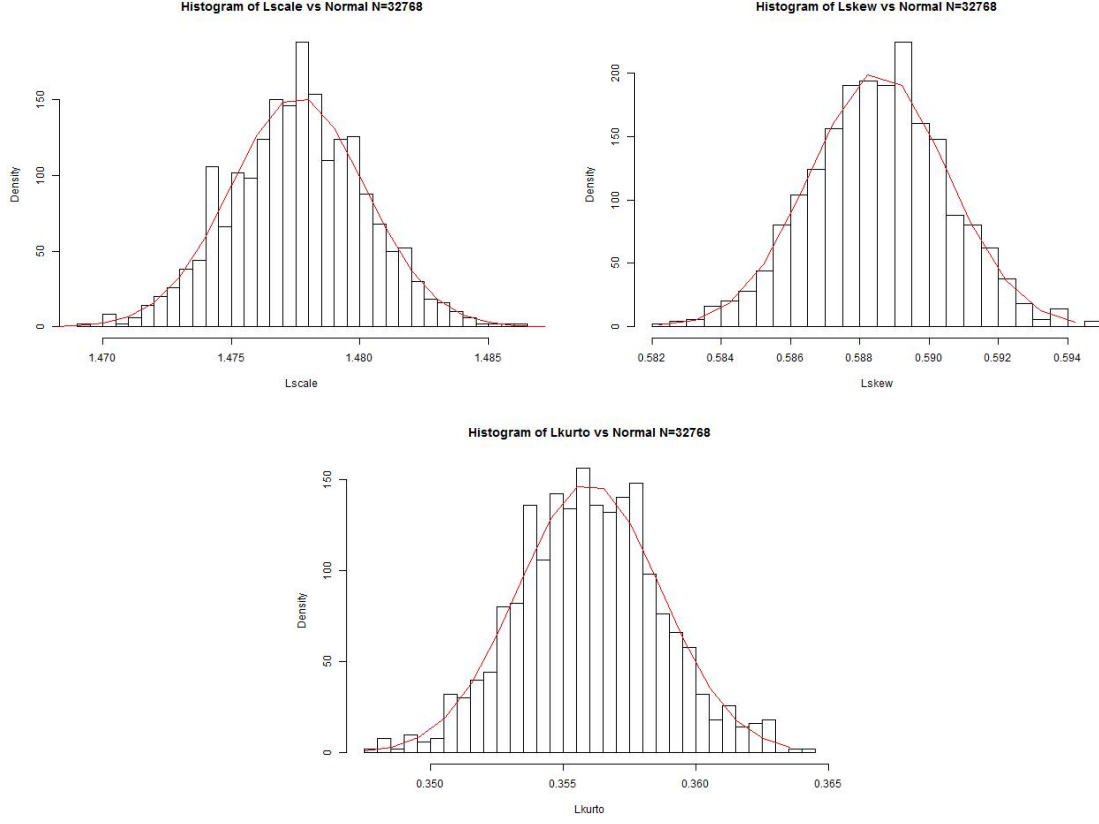 Histogram of Lscale vs Normal N=32768
Density
0 50 100 150
1.470 1.475 1.480 1.485
Lscale
Histogram of Lskew vs Normal N=32768
Density
0 50 100 150 200
0.582 0.584 0.586 0.588 0.590 0.592 0.594
Lskew
Histogram of Lkurto vs Normal N=32768
Density
0 50 100 150
0.350 0.355 0.360 0.365
Lkurto